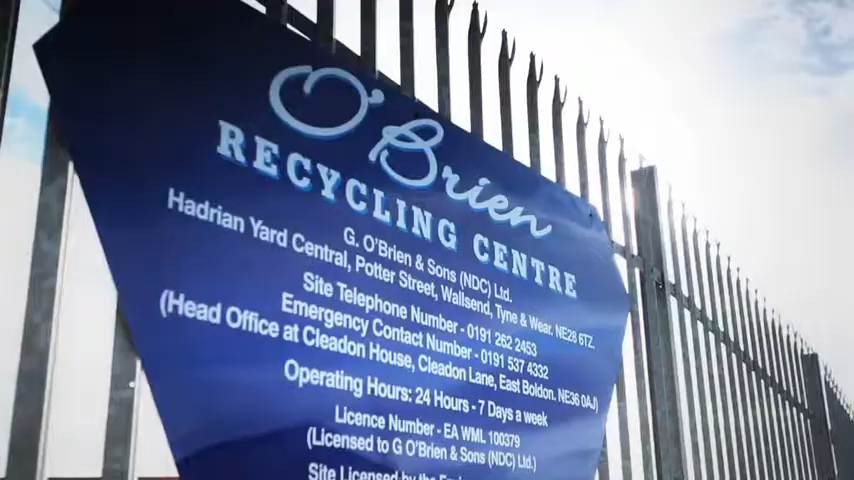 O'Brien
RECYCLING CENTRE
G. O'Brien & Sons (NDC) Ltd.
Hadrian Yard Central, Potter Street, Wallsend, Tyne & Wear. NE28 6TZ.
Site Telephone Number - 0191 262 2453
Emergency Contact Number - 0191 537 4332
(Head Office at Cleadon House, Cleadon Lane, East Boldon. NE36 0AJ)
Operating Hours: 24 Hours - 7 Days a week
Licence Number - EA WML 100379
(Licensed to G O'Brien & Sons (NDC) Ltd.)
Site Licensed by the